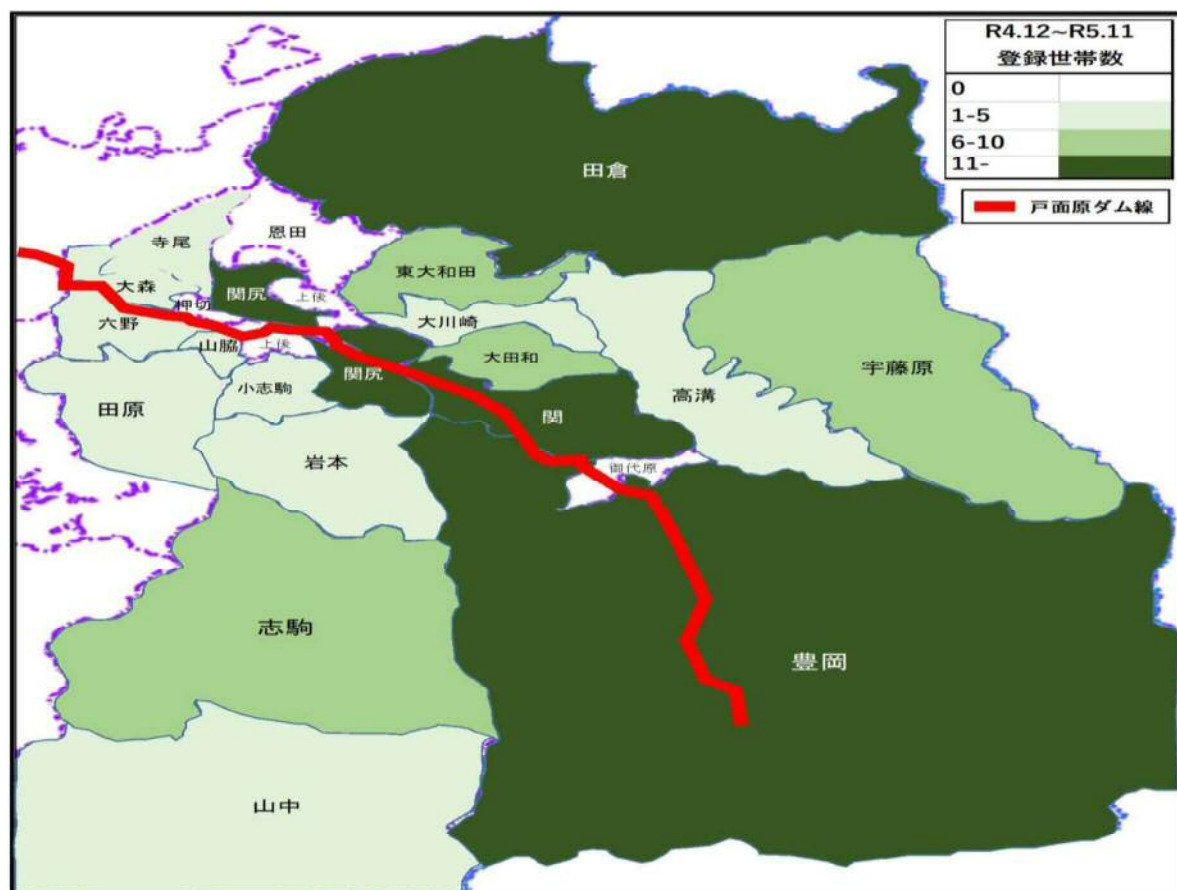 R4.12~R5.11
登録世帯数
0
1-5
6-10
11-
戸面原ダム線
田倉
恩田
寺尾
東大和田
大森
関尻
上後
押切
大川崎
六野
山脇
上後
大田和
宇藤原
小志駒
関尻
高溝
田原
関
岩本
御代原
志駒
豊岡
山中